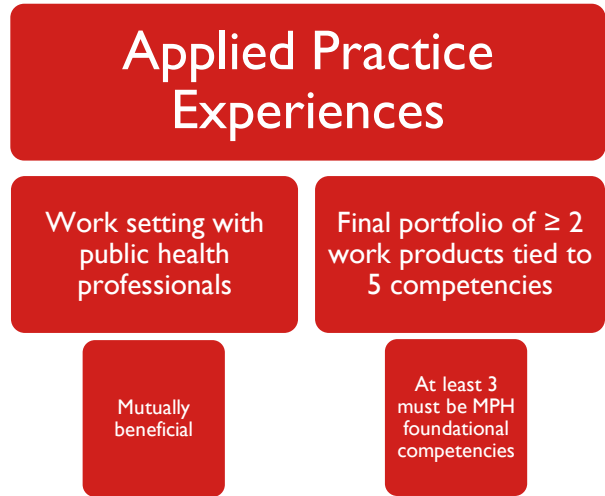 Applied Practice
Experiences
Work setting with
public health
professionals
Final portfolio of ≥ 2
work products tied to
5 competencies
Mutually
beneficial
At least 3
must be MPH
foundational
competencies